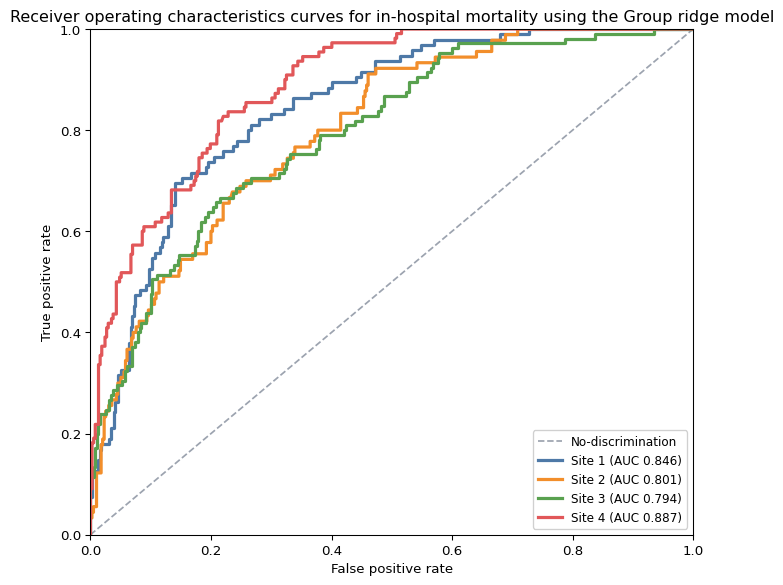 Receiver operating characteristics curves for in-hospital mortality using the Group ridge model
1.0
0.8
0.6
0.4
0.2
0.0
True positive rate
No-discrimination
Site 1 (AUC 0.846)
Site 2 (AUC 0.801)
Site 3 (AUC 0.794)
Site 4 (AUC 0.887)
0.0 0.2 0.4 0.6 0.8 1.0
False positive rate